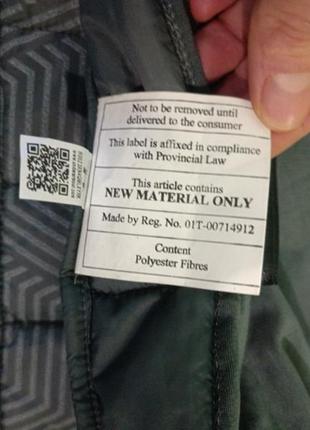 Not to be removed until
delivered to the consumer
This label is affixed in compliance
with Provincial Law
This article contains
NEW MATERIAL ONLY
Made by Reg. No. 01T-00714912
Content
Polyester Fibres